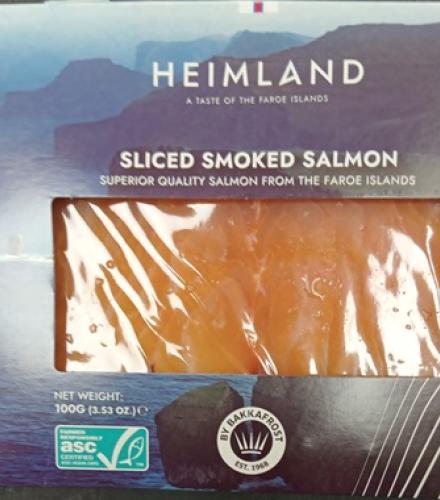 HEIMLAND
A TASTE OF THE FAROE ISLANDS
SLICED SMOKED SALMON
SUPERIOR QUALITY SALMON FROM THE FAROE ISLANDS
NET WEIGHT:
100G (3.53 OZ.) ℮
FARMED
RESPONSIBLY
asc
CERTIFIED
BY BAKKAFROST
EST. 1968